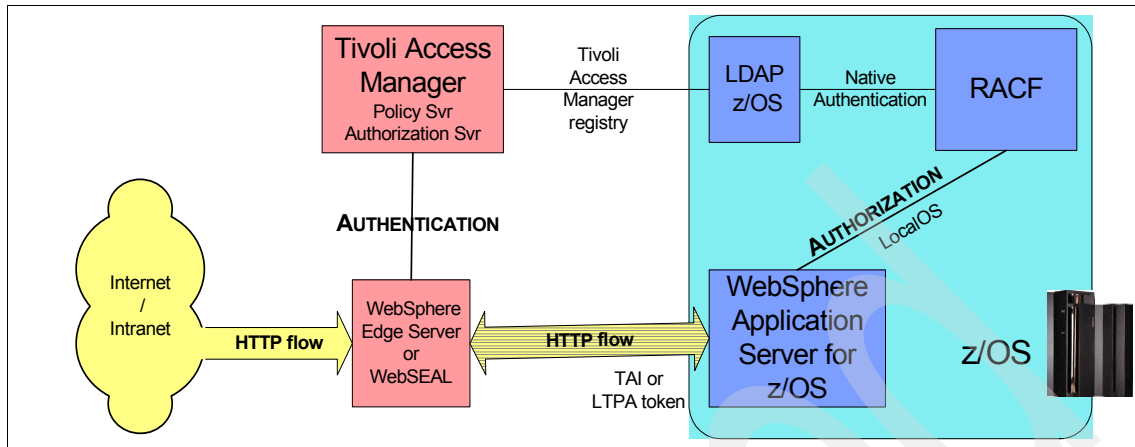 Tivoli Access
Manager
Policy Svr
Authorization Svr
Tivoli
Access
Manager
registry
LDAP
z/OS
Native
Authentication
RACF
AUTHENTICATION
AUTHORIZATION
LocalOS
Internet
/
Intranet
HTTP flow
WebSphere
Edge Server
or
WebSEAL
HTTP flow
TAI or
LTPA token
WebSphere
Application
Server for
z/OS
z/OS